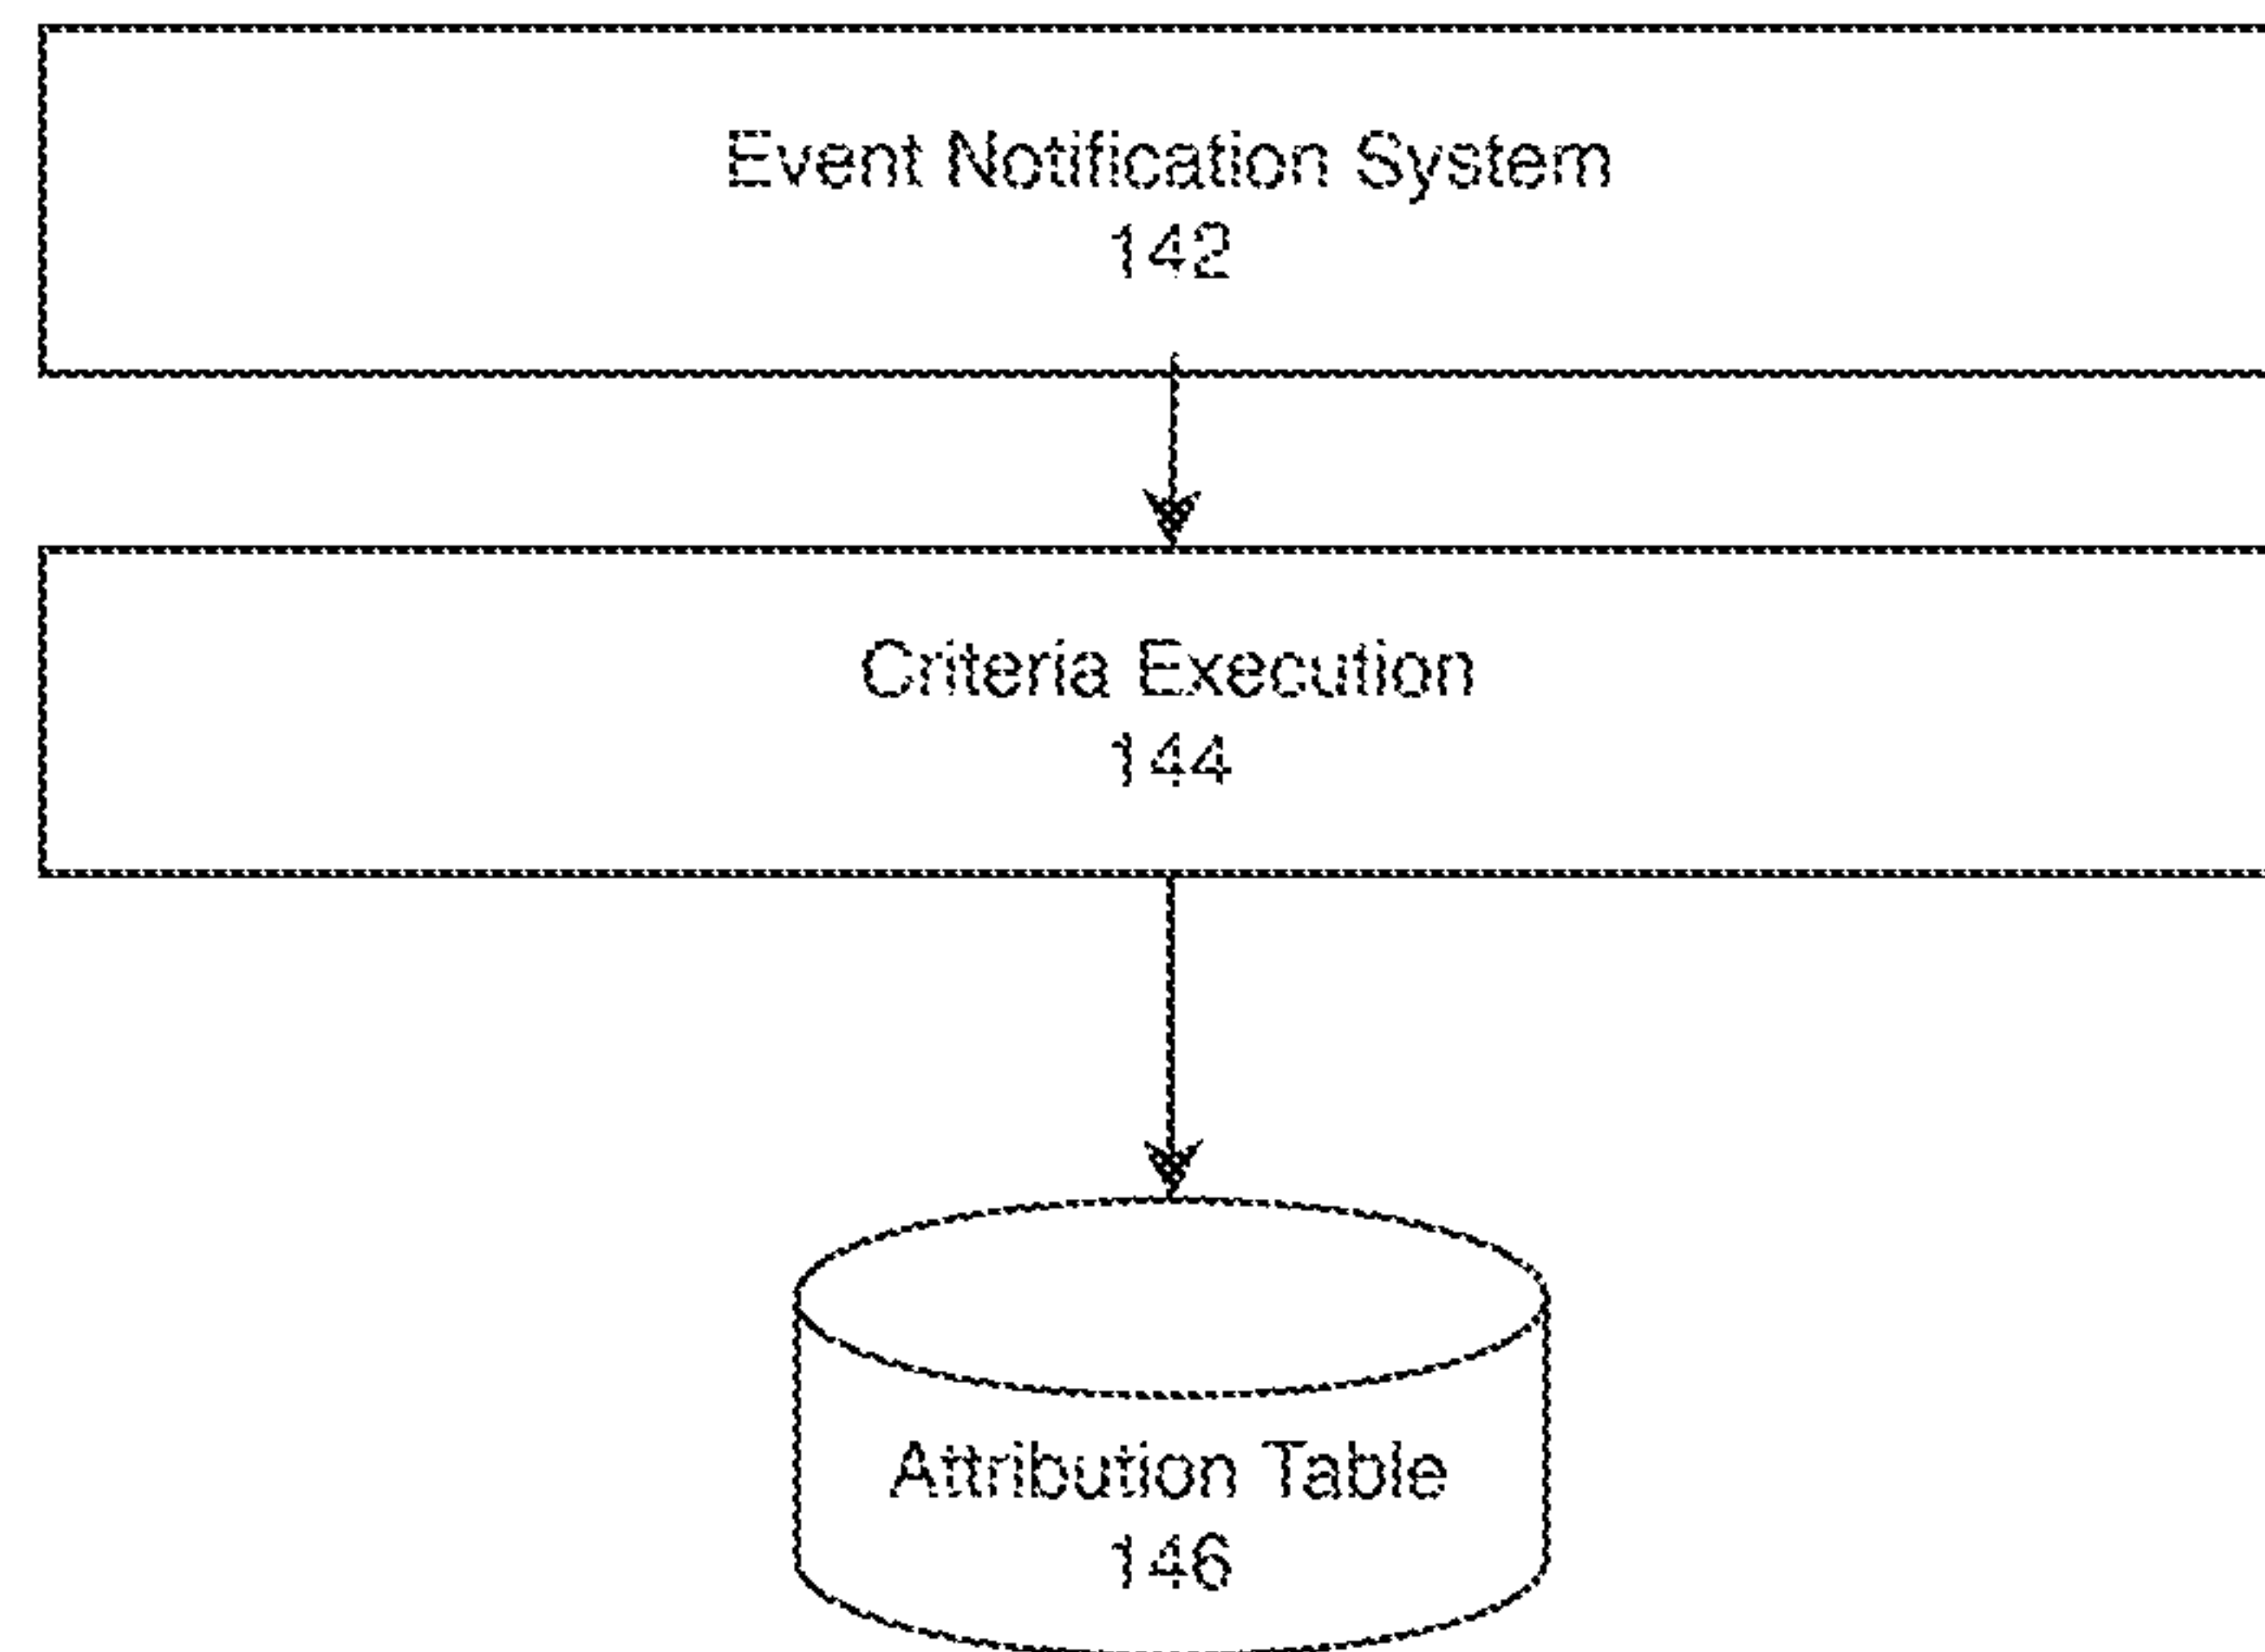 Event Notification System
142
Criteria Execution
144
Attribution Table
146